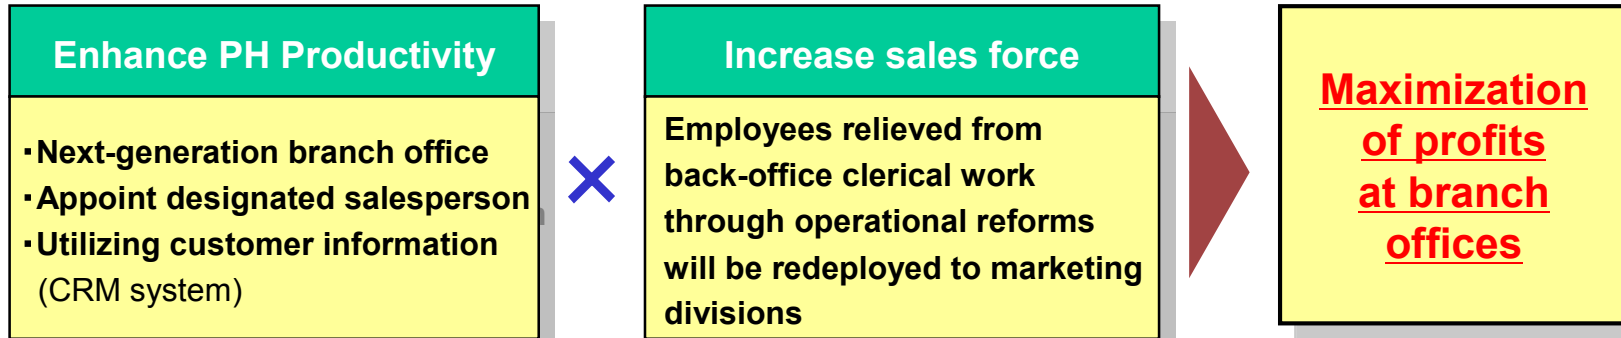 Enhance PH Productivity
・Next-generation branch office
・Appoint designated salesperson
・Utilizing customer information
(CRM system)
×
Increase sales force
Employees relieved from
back-office clerical work
through operational reforms
will be redeployed to marketing
divisions
Maximization
of profits
at branch
offices